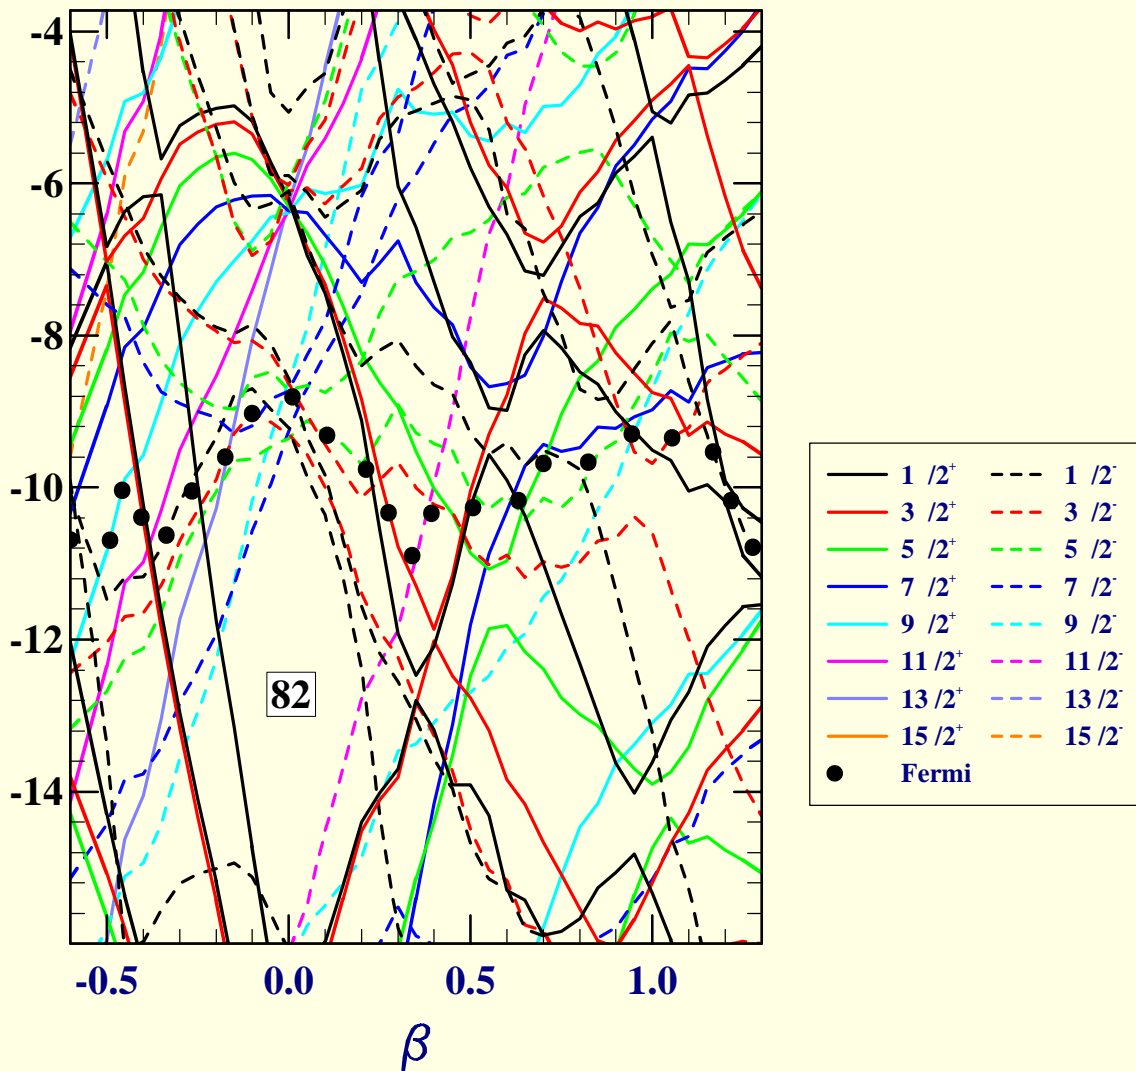 -4
-6
-8
-10
-12
-14
82
-0.5 0.0 0.5 1.0
β
1 /2+ 1 /2-
3 /2+ 3 /2-
5 /2+ 5 /2-
7 /2+ 7 /2-
9 /2+ 9 /2-
11 /2+ 11 /2-
13 /2+ 13 /2-
15 /2+ 15 /2-
Fermi